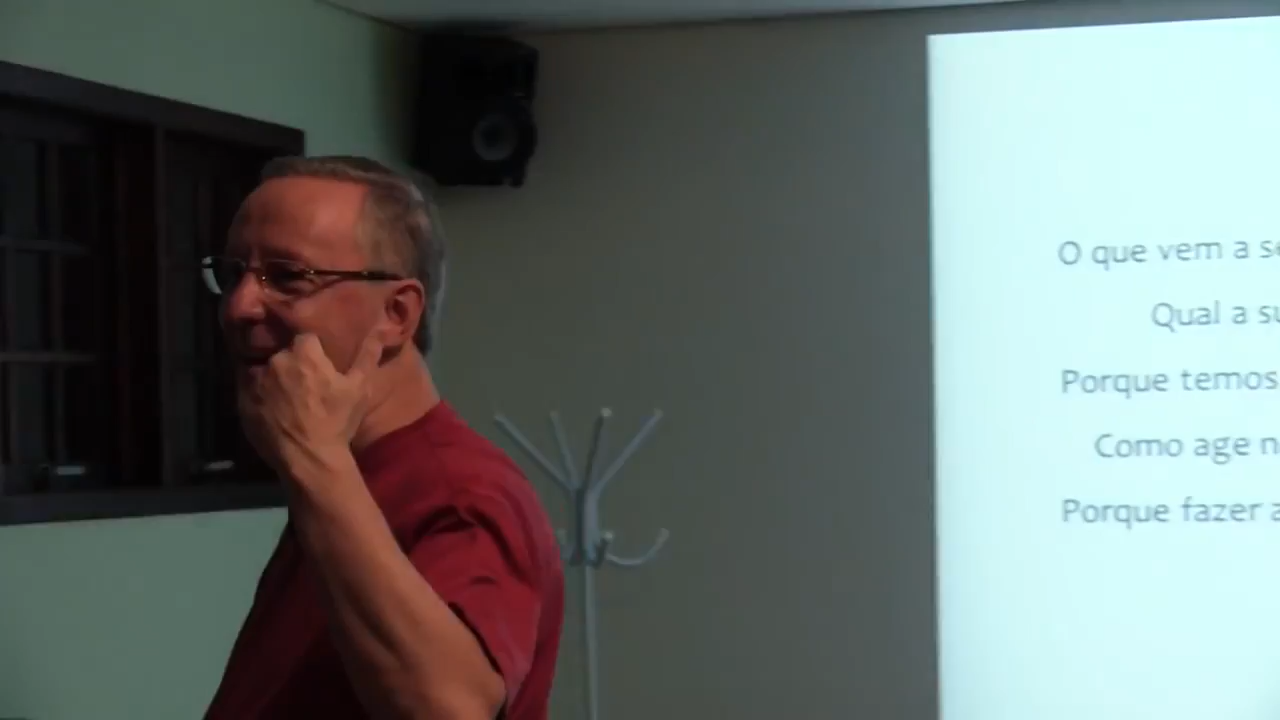 O que vem a se
Qual a su
Porque temos
Como age n
Porque fazer a